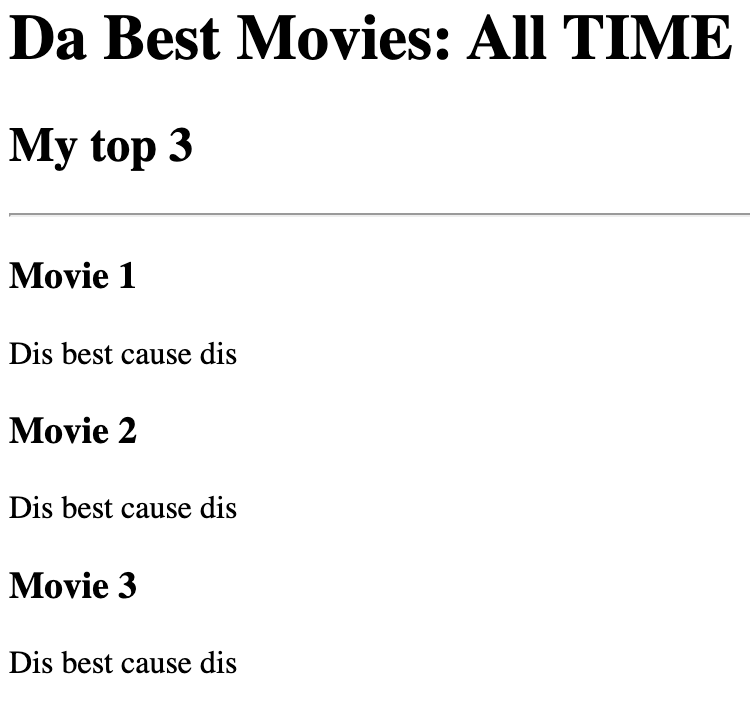 Da Best Movies: All TIME
My top 3
Movie 1
Dis best cause dis
Movie 2
Dis best cause dis
Movie 3
Dis best cause dis